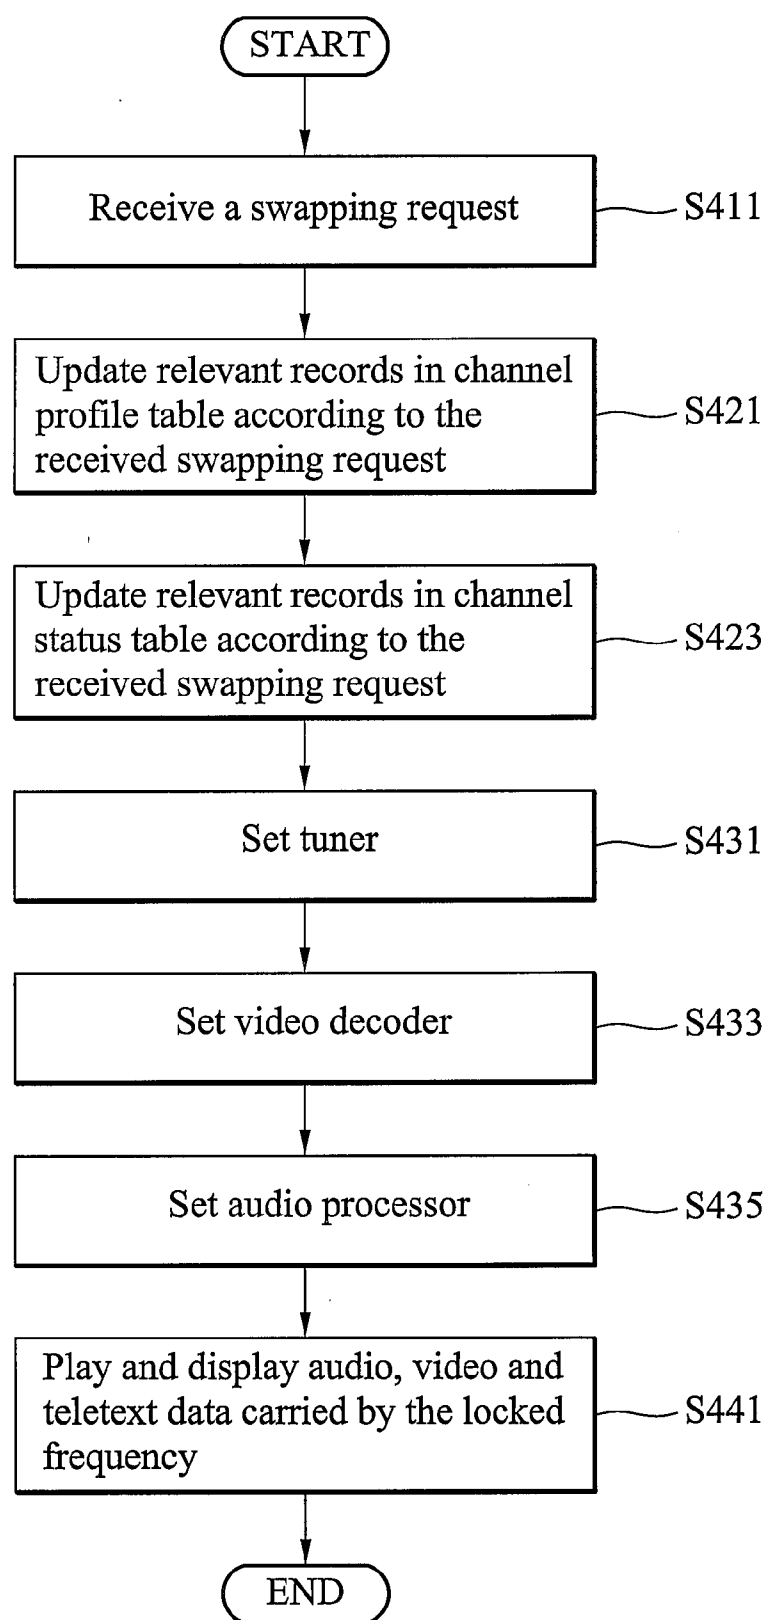 START
Receive a swapping request
S411
Update relevant records in channel
profile table according to the
received swapping request
S421
Update relevant records in channel
status table according to the
received swapping request
S423
Set tuner
S431
Set video decoder
S433
Set audio processor
S435
Play and display audio, video and
teletext data carried by the locked
frequency
S441
END